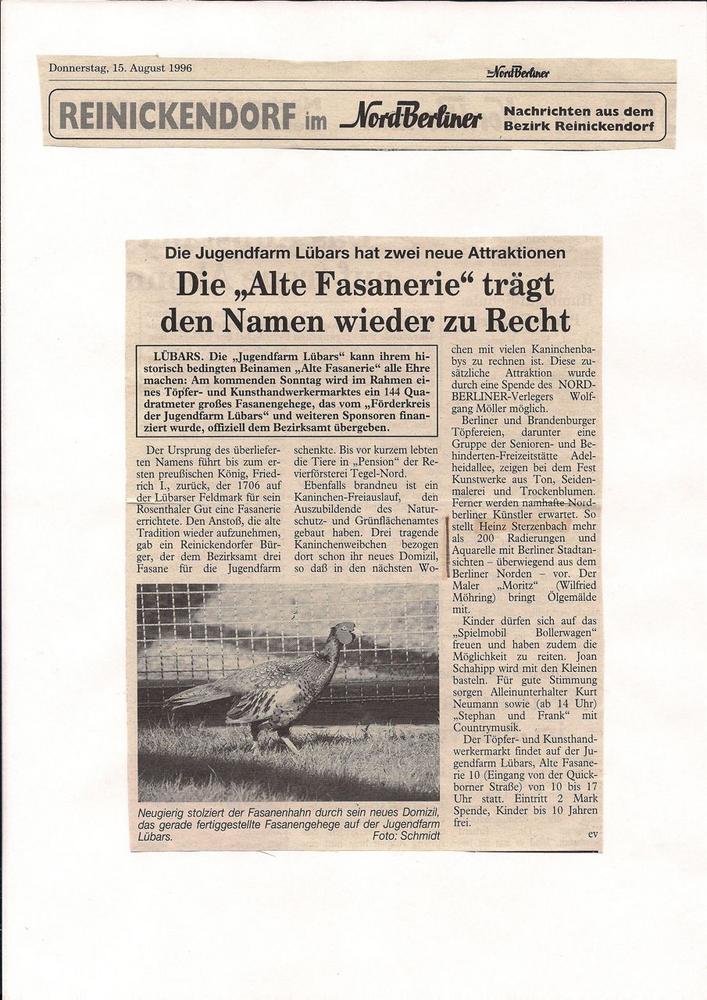 Donnerstag, 15. August 1996
NordBerliner
REINICKENDORF im Nord-Berliner
Nachrichten aus dem
Bezirk Reinickendorf
Die Jugendfarm Lübars hat zwei neue Attraktionen
Die „Alte Fasanerie“ trägt
den Namen wieder zu Recht
LÜBARS. Die „Jugendfarm Lübars“ kann ihrem hi-
storisch bedingten Beinamen „Alte Fasanerie“ alle Ehre
machen: Am kommenden Sonntag wird im Rahmen ei-
nes Töpfer- und Kunsthandwerkermarktes ein 144 Qua-
dratmeter großes Fasanengehege, das vom „Förderkreis
der Jugendfarm Lübars“ und weiteren Sponsoren finan-
ziert wurde, offiziell dem Bezirksamt übergeben.
Der Ursprung des überliefer-
ten Namens führt bis zum er-
sten preußischen König, Fried-
rich I., zurück, der 1706 auf
der Lübarser Feldmark für sein
Rosenthaler Gut eine Fasanerie
errichtete. Den Anstoß, die alte
Tradition wieder aufzunehmen,
gab ein Reinickendorfer Bür-
ger, der dem Bezirksamt drei
Fasane für die Jugendfarm
schenkte. Bis vor kurzem lebten
die Tiere in „Pension“ der Re-
vierförsterei Tegel-Nord.
Ebenfalls brandneu ist ein
Kaninchen-Freiauslauf, den
Auszubildende des Natur-
schutz- und Grünflächenamtes
gebaut haben. Drei tragende
Kaninchenweibchen bezogen
dort schon ihr neues Domizil,
so daß in den nächsten Wo-
chen mit vielen Kaninchenba-
bys zu rechnen ist. Diese zu-
sätzliche Attraktion wurde
durch eine Spende des NORD-
BERLINER-Verlegers Wolf-
gang Möller möglich.
Berliner und Brandenburger
Töpfereien, darunter eine
Gruppe der Senioren- und Be-
hinderten-Freizeitstätte Adel-
heidallee, zeigen bei dem Fest
Kunstwerke aus Ton, Seiden-
malerei und Trockenblumen.
Ferner werden namhafte Nord-
berliner Künstler erwartet. So
stellt Heinz Sterzenbach mehr
als 200 Radierungen und
Aquarelle mit Berliner Stadtan-
sichten – überwiegend aus dem
Berliner Norden – vor. Der
Maler „Moritz“ (Wilfried
Möhring) bringt Ölgemälde
mit.
Kinder dürfen sich auf das
„Spielmobil Bollerwagen“
freuen und haben zudem die
Möglichkeit zu reiten. Joan
Schahipp wird mit den Kleinen
basteln. Für gute Stimmung
sorgen Alleinunterhalter Kurt
Neumann sowie (ab 14 Uhr)
„Stephan und Frank“ mit
Countrymusik.
Der Töpfer- und Kunsthand-
werkermarkt findet auf der Ju-
gendfarm Lübars, Alte Fasane-
rie 10 (Eingang von der Quick-
borner Straße) von 10 bis 17
Uhr statt. Eintritt 2 Mark
Spende, Kinder bis 10 Jahren
frei.
ev
Neugierig stolziert der Fasanenhahn durch sein neues Domizil,
das gerade fertiggestellte Fasanengehege auf der Jugendfarm
Lübars. Foto: Schmidt